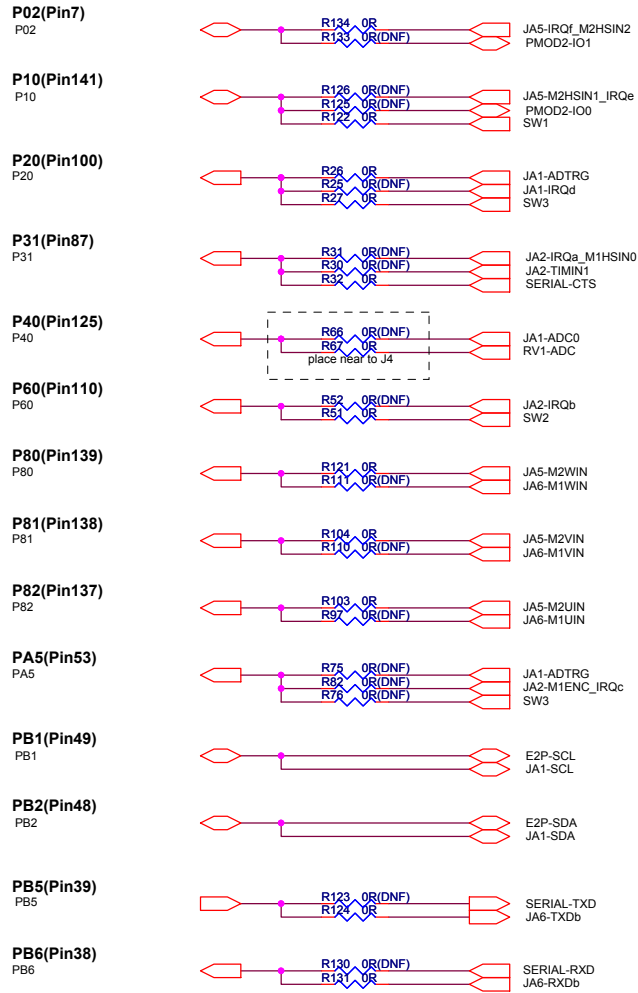 P02(Pin7)
P02
R134 0R
JA5-IRQf_M2HSIN2
R133 0R(DNF)
PMOD2-IO1
P10(Pin141)
P10
R126 0R(DNF)
JA5-M2HSIN1_IRQe
R125 0R(DNF)
PMOD2-IO0
R122 0R
SW1
P20(Pin100)
P20
R26 0R
JA1-ADTRG
R25 0R(DNF)
JA1-IRQd
R27 0R(DNF)
SW3
P31(Pin87)
P31
R31 0R(DNF)
JA2-IRQa_M1HSIN0
R30 0R(DNF)
JA2-TIMIN1
R32 0R
SERIAL-CTS
P40(Pin125)
P40
R66 0R(DNF)
JA1-ADC0
R67 0R
RV1-ADC
place near to J4
P60(Pin110)
P60
R52 0R(DNF)
JA2-IRQb
R51 0R
SW2
P80(Pin139)
P80
R121 0R
JA5-M2WIN
R111 0R(DNF)
JA6-M1WIN
P81(Pin138)
P81
R104 0R
JA5-M2VIN
R110 0R(DNF)
JA6-M1VIN
P82(Pin137)
P82
R103 0R
JA5-M2UIN
R97 0R(DNF)
JA6-M1UIN
PA5(Pin53)
PA5
R75 0R(DNF)
JA1-ADTRG
R82 0R(DNF)
JA2-M1ENC_IRQc
R76 0R(DNF)
SW3
PB1(Pin49)
PB1
E2P-SCL
JA1-SCL
PB2(Pin48)
PB2
E2P-SDA
JA1-SDA
PB5(Pin39)
PB5
R123 0R(DNF)
SERIAL-TXD
R124 0R
JA6-TXDb
PB6(Pin38)
PB6
R130 0R(DNF)
SERIAL-RXD
R131 0R
JA6-RXDb